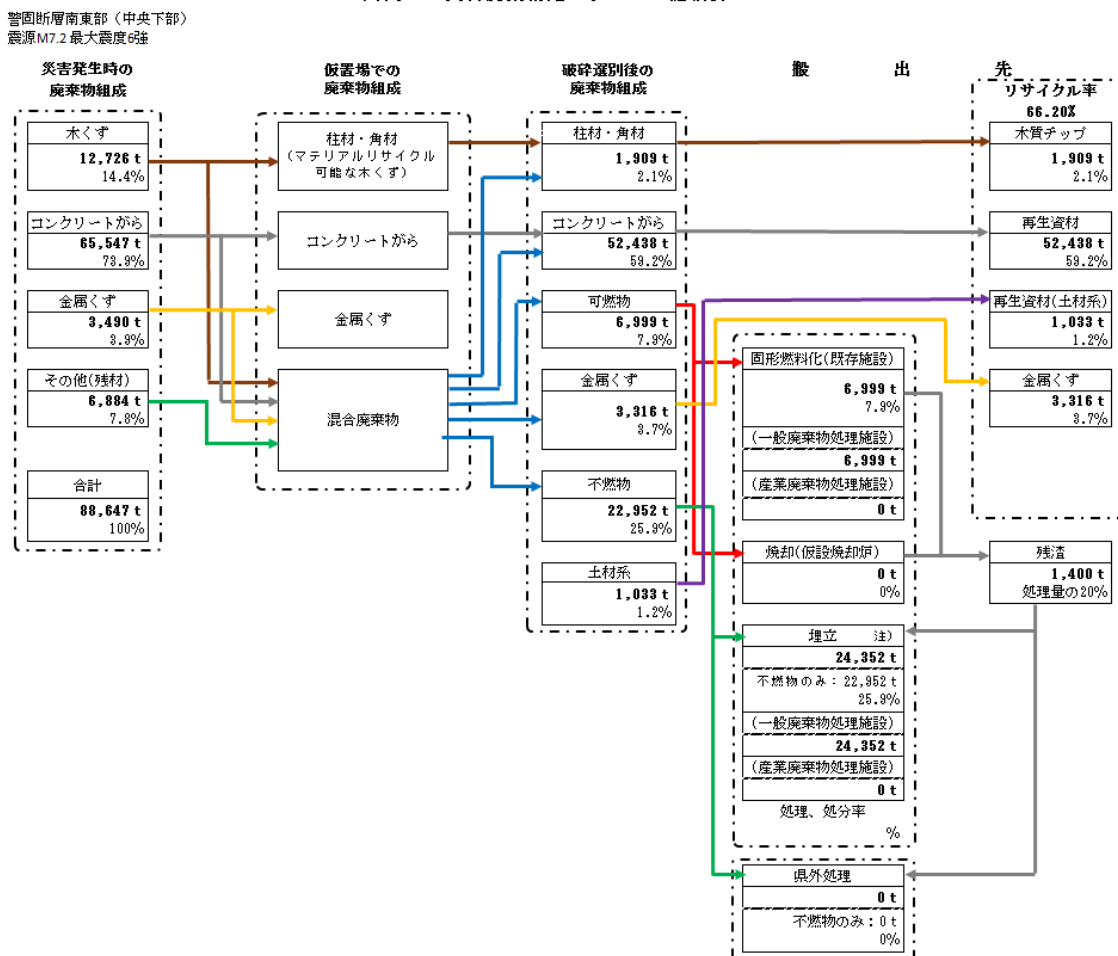 警固断層南東部（中央下部）
震源M7.2 最大震度6強
災害発生時の
廃棄物組成
木くず
12,726 t
14.4%
コンクリートがら
65,547 t
73.9%
金属くず
3,490 t
3.9%
その他(残材)
6,884 t
7.8%
合計
88,647 t
100%
仮置場での
廃棄物組成
柱材・角材
(マテリアルリサイクル
可能な木くず)
コンクリートがら
金属くず
混合廃棄物
破砕選別後の
廃棄物組成
柱材・角材
1,909 t
2.1%
コンクリートがら
52,438 t
59.2%
可燃物
6,999 t
7.9%
金属くず
3,316 t
3.7%
不燃物
22,952 t
25.9%
土材系
1,033 t
1.2%
搬 出 先
固形燃料化(既存施設)
6,999 t
7.9%
(一般廃棄物処理施設)
6,999 t
(産業廃棄物処理施設)
0 t
焼却(仮設焼却炉)
0 t
0%
埋立 注)
24,352 t
不燃物のみ：22,952 t
25.9%
(一般廃棄物処理施設)
24,352 t
(産業廃棄物処理施設)
0 t
処理、処分率
%
県外処理
0 t
不燃物のみ：0 t
0%
リサイクル率
66.20%
木質チップ
1,909 t
2.1%
再生資材
52,438 t
59.2%
再生資材(土材系)
1,033 t
1.2%
金属くず
3,316 t
3.7%
残渣
1,400 t
処理量の20%